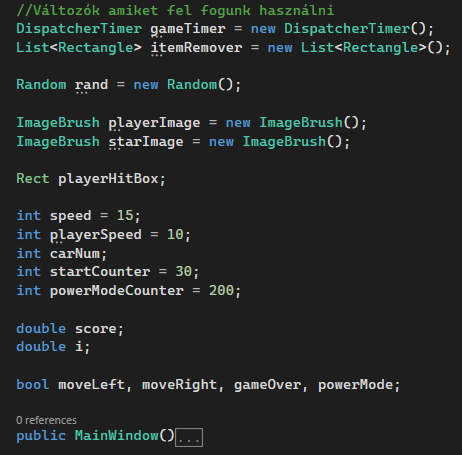 //Változók amiket fel fogunk használni
DispatcherTimer gameTimer = new DispatcherTimer();
List<Rectangle> itemRemover = new List<Rectangle>();
Random rand = new Random();
ImageBrush playerImage = new ImageBrush();
ImageBrush starImage = new ImageBrush();
Rect playerHitBox;
int speed = 15;
int playerSpeed = 10;
int carNum;
int startCounter = 30;
int powerModeCounter = 200;
double score;
double i;
bool moveLeft, moveRight, gameOver, powerMode;
0 references
public MainWindow()...